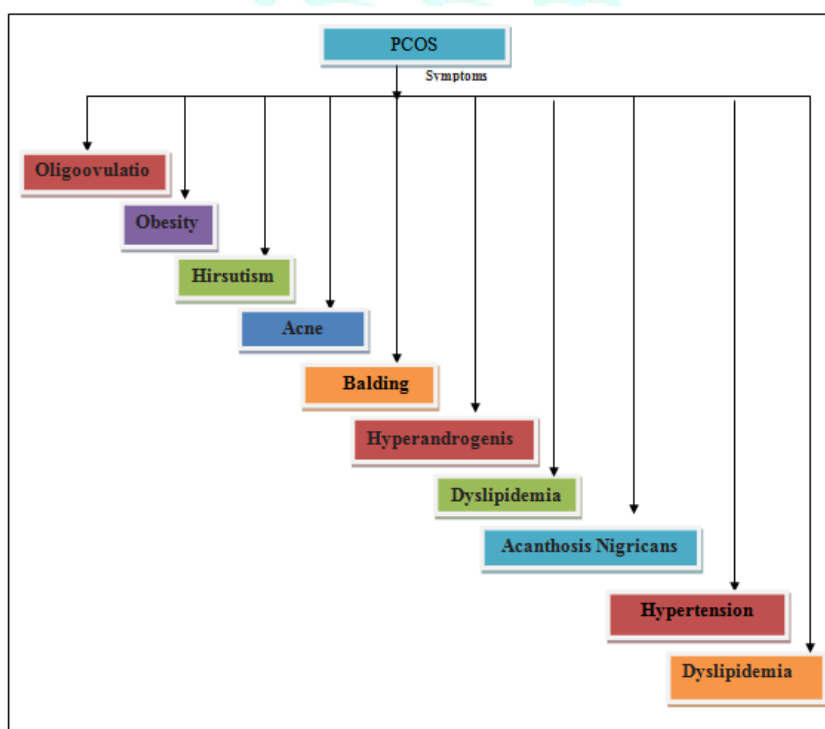 PCOS
Symptoms
Oligoovulatio
Obesity
Hirsutism
Acne
Balding
Hyperandrogenis
Dyslipidemia
Acanthosis Nigricans
Hypertension
Dyslipidemia